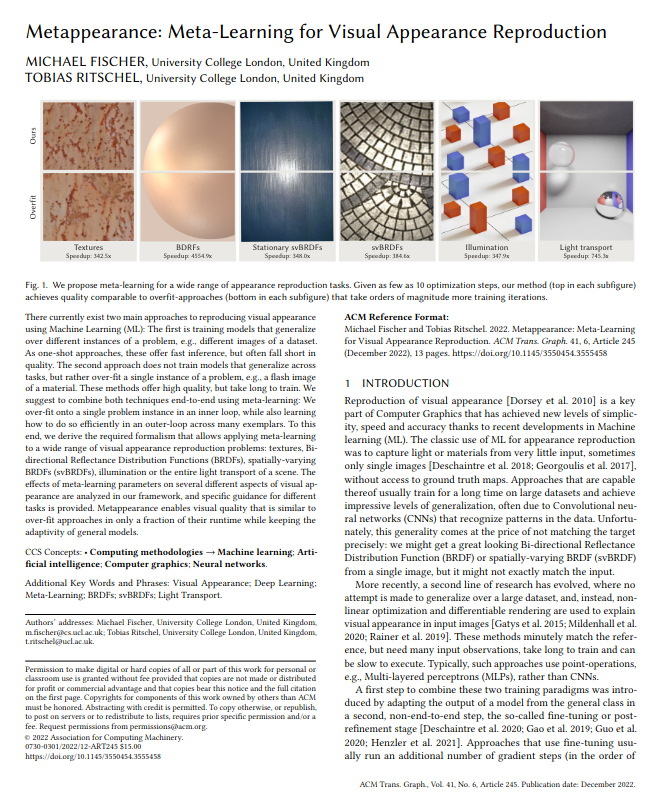 Metappearance: Meta-Learning for Visual Appearance Reproduction
MICHAEL FISCHER, University College London, United Kingdom
TOBIAS RITSCHEL, University College London, United Kingdom
Ours
Overfit
Textures
Speedup: 342.5x
BDRFs
Speedup: 4554.9x
Stationary svBRDFs
Speedup: 348.0x
svBRDFs
Speedup: 384.6x
Illumination
Speedup: 347.9x
Light transport
Speedup: 745.3x
Fig. 1. We propose meta-learning for a wide range of appearance reproduction tasks. Given as few as 10 optimization steps, our method (top in each subfigure)
achieves quality comparable to overfit-approaches (bottom in each subfigure) that take orders of magnitude more training iterations.
There currently exist two main approaches to reproducing visual appearance
using Machine Learning (ML): The first is training models that generalize
over different instances of a problem, e.g., different images of a dataset.
As one-shot approaches, these offer fast inference, but often fall short in
quality. The second approach does not train models that generalize across
tasks, but rather over-fit a single instance of a problem, e.g., a flash image
of a material. These methods offer high quality, but take long to train. We
suggest to combine both techniques end-to-end using meta-learning: We
over-fit onto a single problem instance in an inner loop, while also learning
how to do so efficiently in an outer-loop across many exemplars. To this
end, we derive the required formalism that allows applying meta-learning
to a wide range of visual appearance reproduction problems: textures, Bi-
directional Reflectance Distribution Functions (BRDFs), spatially-varying
BRDFs (svBRDFs), illumination or the entire light transport of a scene. The
effects of meta-learning parameters on several different aspects of visual ap-
pearance are analyzed in our framework, and specific guidance for different
tasks is provided. Metappearance enables visual quality that is similar to
over-fit approaches in only a fraction of their runtime while keeping the
adaptivity of general models.
CCS Concepts: • Computing methodologies → Machine learning; Arti-
ficial intelligence; Computer graphics; Neural networks.
Additional Key Words and Phrases: Visual Appearance; Deep Learning;
Meta-Learning; BRDFs; svBRDFs; Light Transport.
Authors' addresses: Michael Fischer, University College London, United Kingdom,
m.fischer@cs.ucl.ac.uk; Tobias Ritschel, University College London, United Kingdom,
t.ritschel@ucl.ac.uk.
Permission to make digital or hard copies of all or part of this work for personal or
classroom use is granted without fee provided that copies are not made or distributed
for profit or commercial advantage and that copies bear this notice and the full citation
on the first page. Copyrights for components of this work owned by others than ACM
must be honored. Abstracting with credit is permitted. To copy otherwise, or republish,
to post on servers or to redistribute to lists, requires prior specific permission and/or a
fee. Request permissions from permissions@acm.org.
© 2022 Association for Computing Machinery.
0730-0301/2022/12-ART245 $15.00
https://doi.org/10.1145/3550454.3555458
ACM Reference Format:
Michael Fischer and Tobias Ritschel. 2022. Metappearance: Meta-Learning
for Visual Appearance Reproduction. ACM Trans. Graph. 41, 6, Article 245
(December 2022), 13 pages. https://doi.org/10.1145/3550454.3555458
1 INTRODUCTION
Reproduction of visual appearance [Dorsey et al. 2010] is a key
part of Computer Graphics that has achieved new levels of simplic-
ity, speed and accuracy thanks to recent developments in Machine
learning (ML). The classic use of ML for appearance reproduction
was to capture light or materials from very little input, sometimes
only single images [Deschaintre et al. 2018; Georgoulis et al. 2017],
without access to ground truth maps. Approaches that are capable
thereof usually train for a long time on large datasets and achieve
impressive levels of generalization, often due to Convolutional neu-
ral networks (CNNs) that recognize patterns in the data. Unfortu-
nately, this generality comes at the price of not matching the target
precisely: we might get a great looking Bi-directional Reflectance
Distribution Function (BRDF) or spatially-varying BRDF (svBRDF)
from a single image, but it might not exactly match the input.
More recently, a second line of research has evolved, where no
attempt is made to generalize over a large dataset, and, instead, non-
linear optimization and differentiable rendering are used to explain
visual appearance in input images [Gatys et al. 2015; Mildenhall et al.
2020; Rainer et al. 2019]. These methods minutely match the refer-
ence, but need many input observations, take long to train and can
be slow to execute. Typically, such approaches use point-operations,
e.g., Multi-layered perceptrons (MLPs), rather than CNNs.
A first step to combine these two training paradigms was intro-
duced by adapting the output of a model from the general class in
a second, non-end-to-end step, the so-called fine-tuning or post-
refinement stage [Deschaintre et al. 2020; Gao et al. 2019; Guo et al.
2020; Henzler et al. 2021]. Approaches that use fine-tuning usu-
ally run an additional number of gradient steps (in the order of
ACM Trans. Graph., Vol. 41, No. 6, Article 245. Publication date: December 2022.